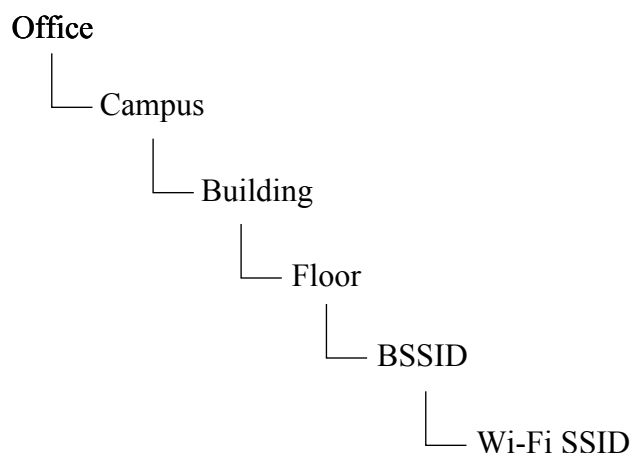 Office
Campus
Building
Floor
BSSID
Wi-Fi SSID